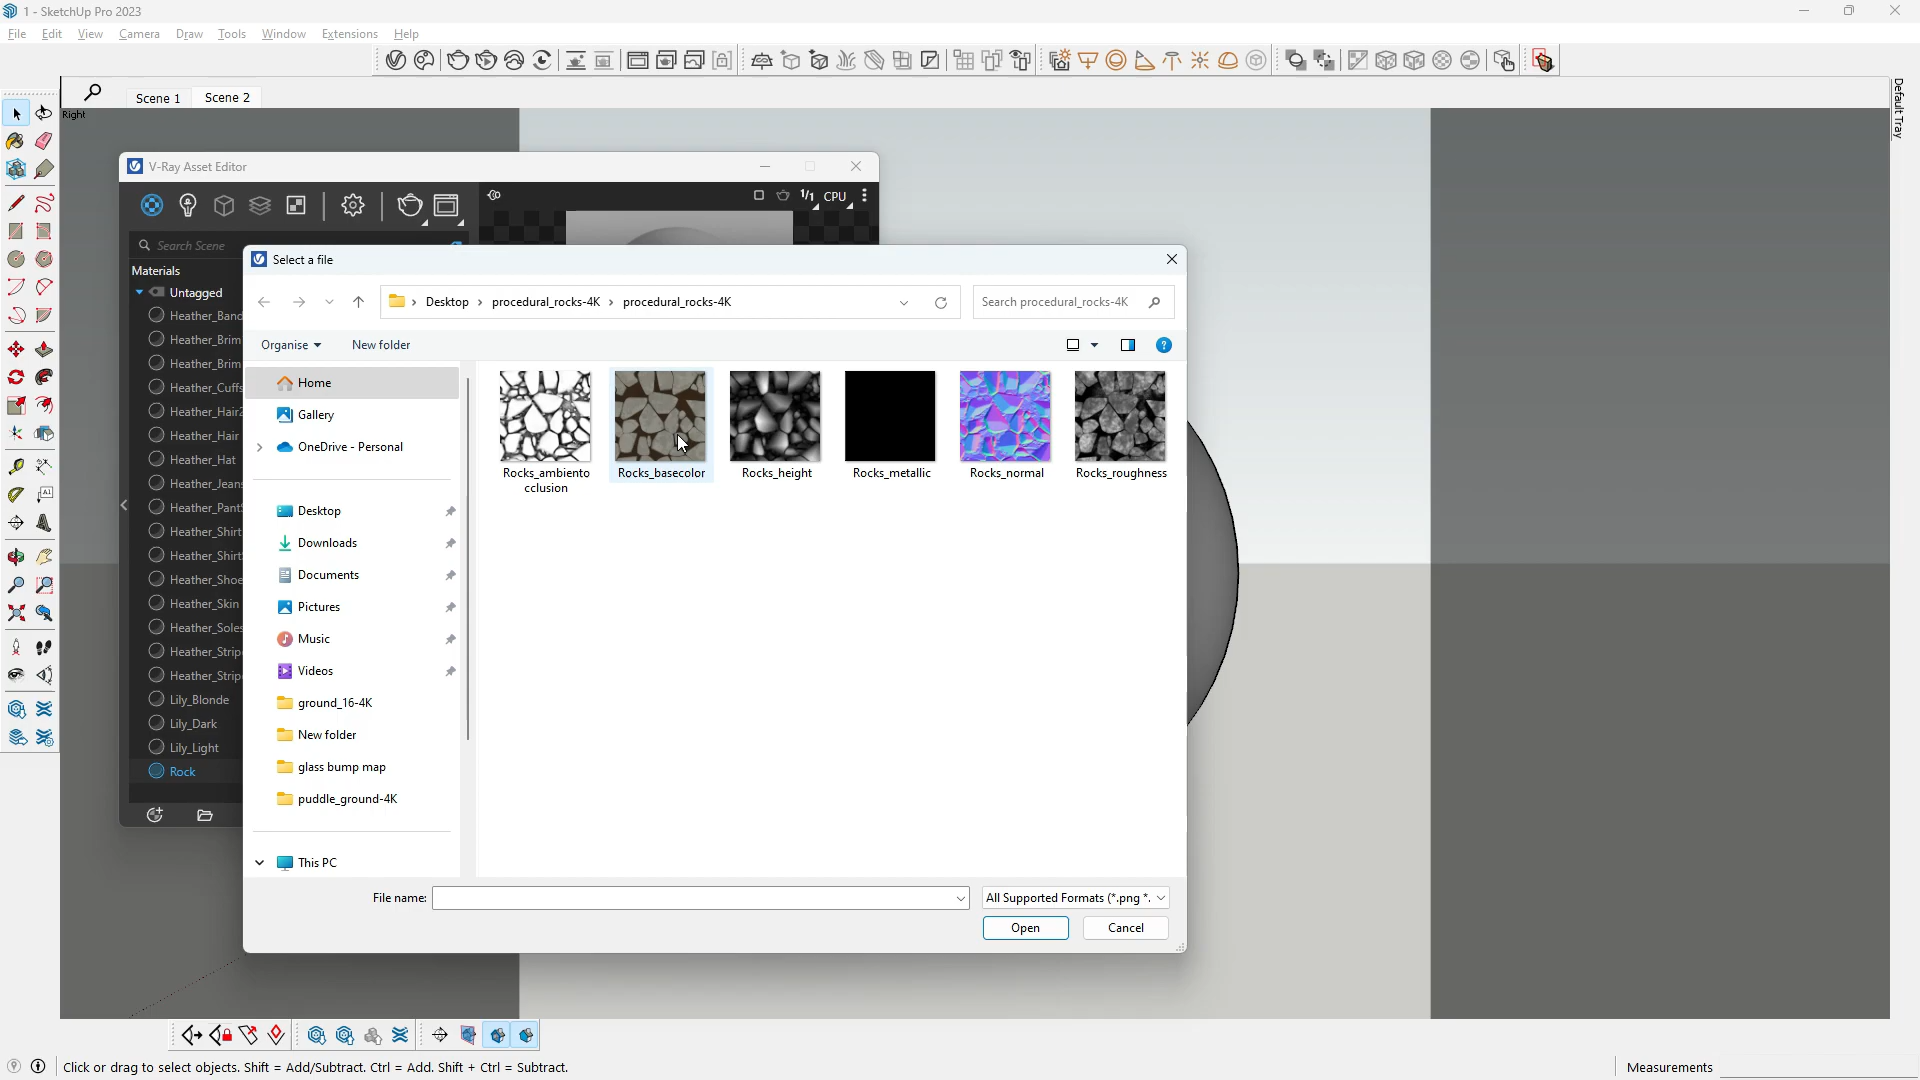 1 - SketchUp Pro 2023
File Edit View Camera Draw Tools Window Extensions Help
Scene 1 Scene 2
Default Tray
Right
V-Ray Asset Editor
1/1 CPU
Search Scene
Materials
Untagged
Heather_Band
Heather_Brim
Heather_Brim
Heather_Cuffs
Heather_Hair2
Heather_Hair
Heather_Hat
Heather_Jeans
Heather_Pant
Heather_Shirt
Heather_Shirt
Heather_Shoe
Heather_Skin
Heather_Soles
Heather_Strip
Heather_Strip
Lily_Blonde
Lily_Dark
Lily_Light
Rock
Select a file
Desktop > procedural_rocks-4K > procedural_rocks-4K
Search procedural_rocks-4K
Organise New folder
Home
Gallery
OneDrive - Personal
Desktop
Downloads
Documents
Pictures
Music
Videos
ground_16-4K
New folder
glass bump map
puddle_ground-4K
This PC
Rocks_ambiento
cclusion
Rocks_basecolor
Rocks_height
Rocks_metallic
Rocks_normal
Rocks_roughness
File name:
All Supported Formats (*.png *.
Open Cancel
Click or drag to select objects. Shift = Add/Subtract. Ctrl = Add. Shift + Ctrl = Subtract.
Measurements